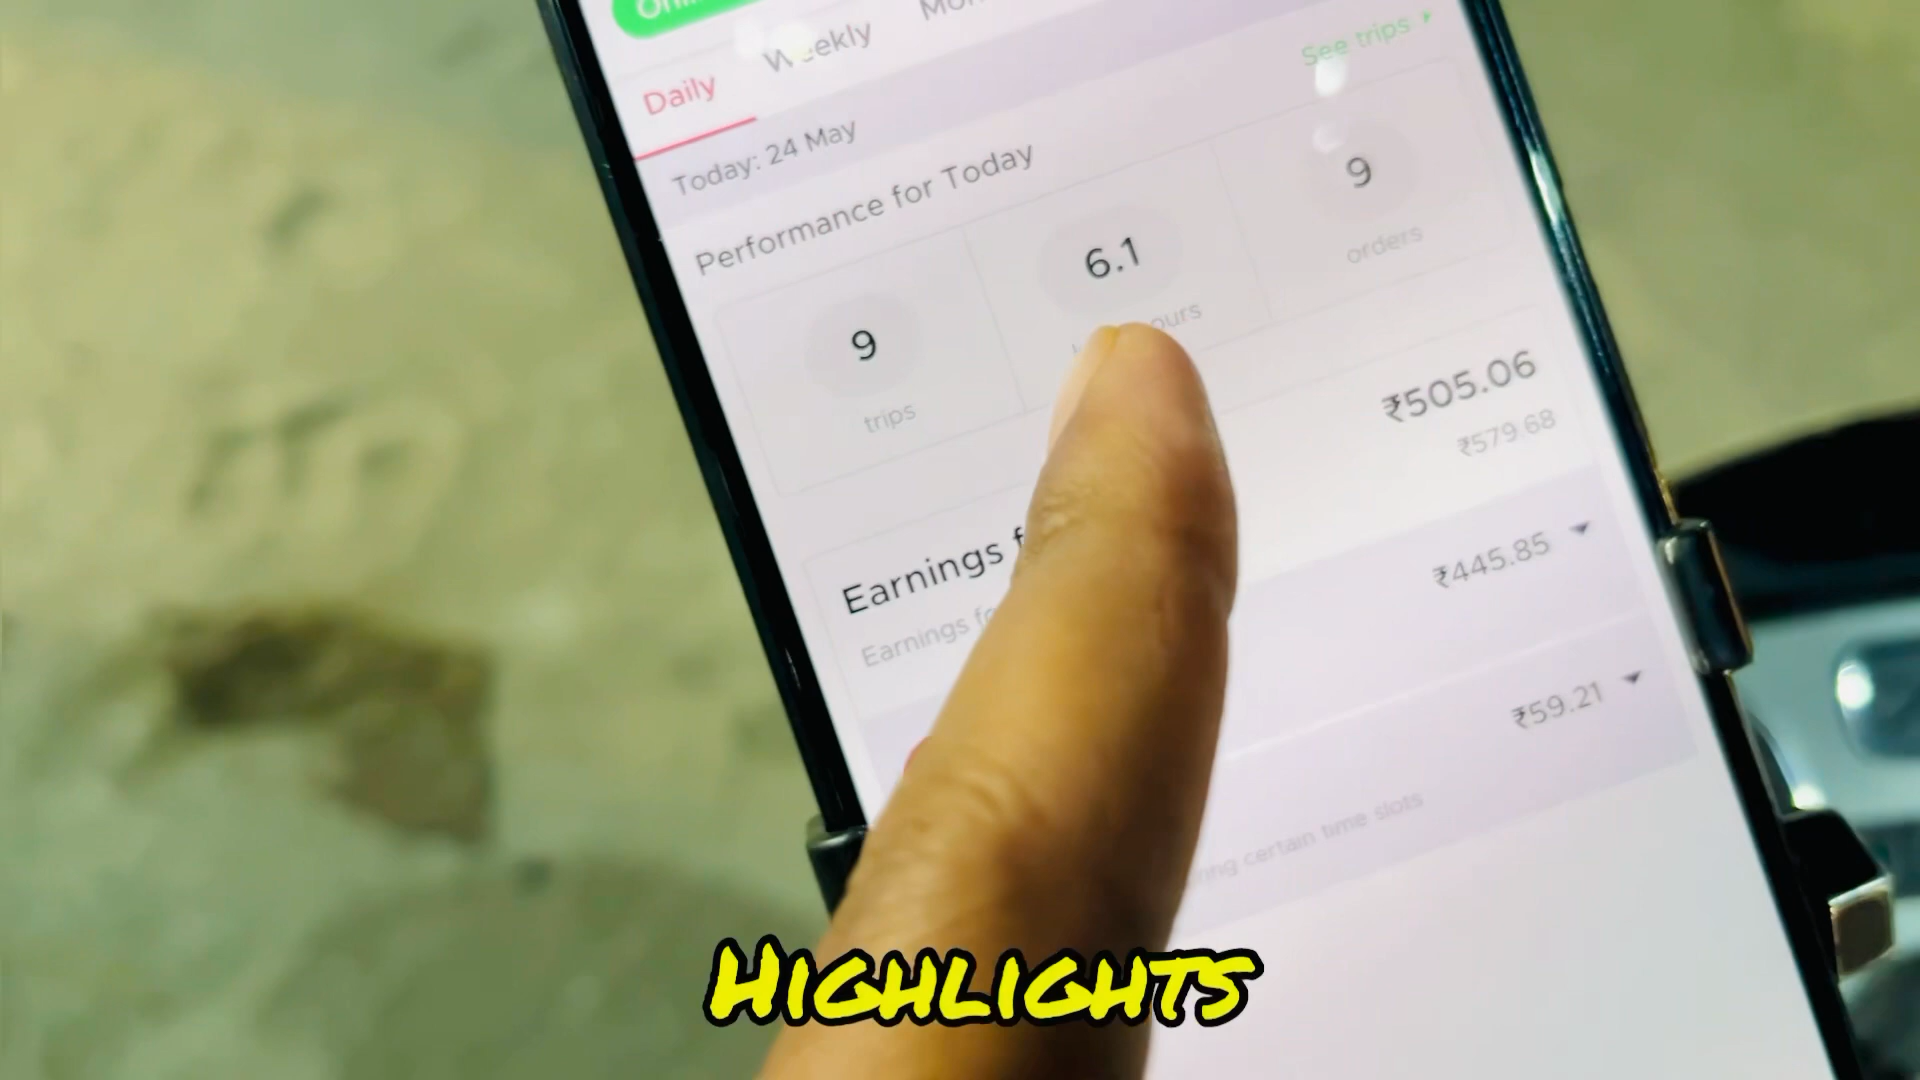 Daily Weekly
See trips
Today: 24 May
Performance for Today
9
trips
6.1
9
orders
Earnings
₹505.06
Earnings
₹579.68
₹445.85
₹59.21
certain time slots
HIGHLIGHTS